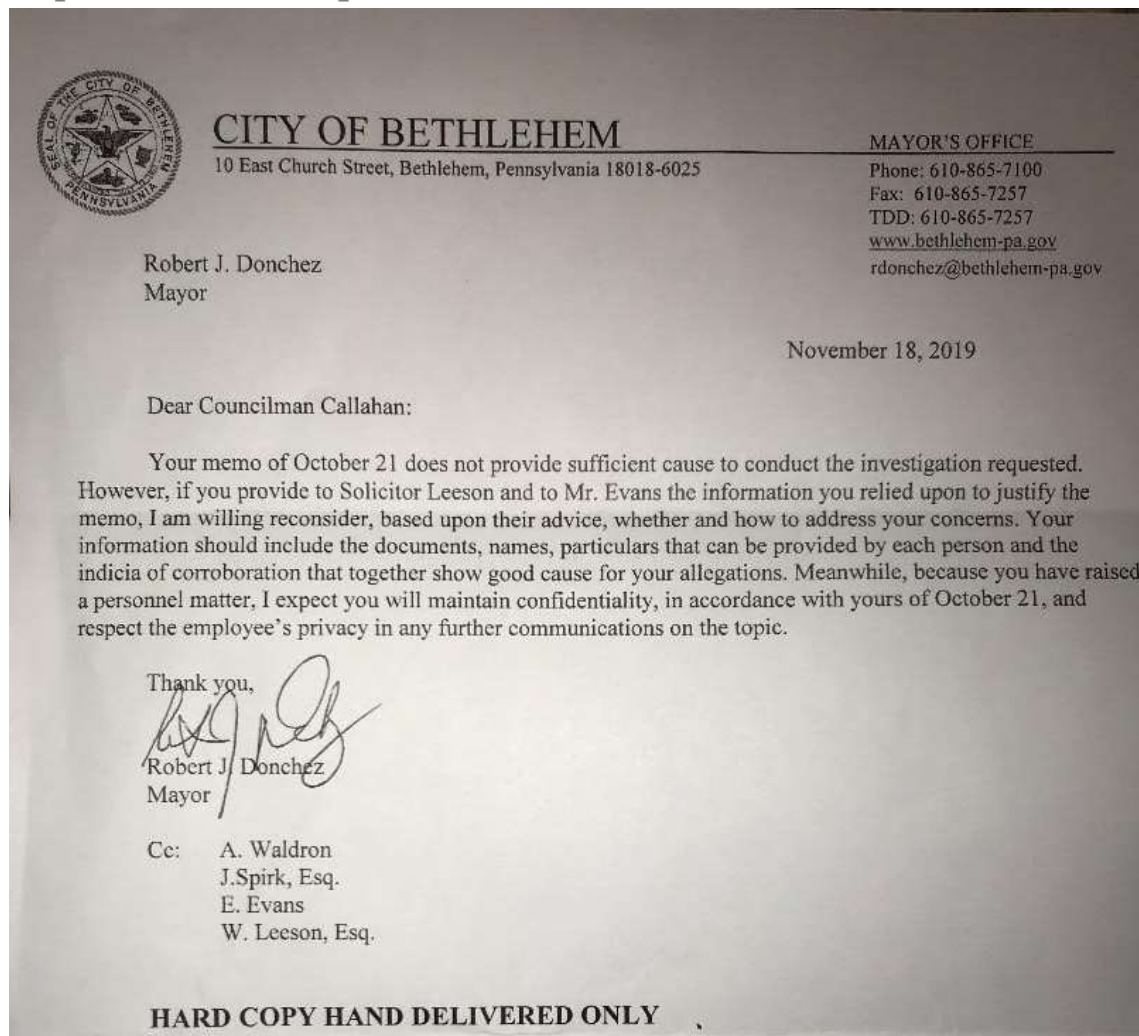 SEAL OF THE CITY OF BETHLEHEM
PENNSYLVANIA
CITY OF BETHLEHEM
10 East Church Street, Bethlehem, Pennsylvania 18018-6025
MAYOR'S OFFICE
Phone: 610-865-7100
Fax: 610-865-7257
TDD: 610-865-7257
www.bethlehem-pa.gov
rdonchez@bethlehem-pa.gov
Robert J. Donchez
Mayor
November 18, 2019
Dear Councilman Callahan:
Your memo of October 21 does not provide sufficient cause to conduct the investigation requested.
However, if you provide to Solicitor Leeson and to Mr. Evans the information you relied upon to justify the
memo, I am willing reconsider, based upon their advice, whether and how to address your concerns. Your
information should include the documents, names, particulars that can be provided by each person and the
indicia of corroboration that together show good cause for your allegations. Meanwhile, because you have raised
a personnel matter, I expect you will maintain confidentiality, in accordance with yours of October 21, and
respect the employee's privacy in any further communications on the topic.
Thank you,
Robert J. Donchez
Mayor
Cc: A. Waldron
J.Spirk, Esq.
E. Evans
W. Leeson, Esq.
HARD COPY HAND DELIVERED ONLY